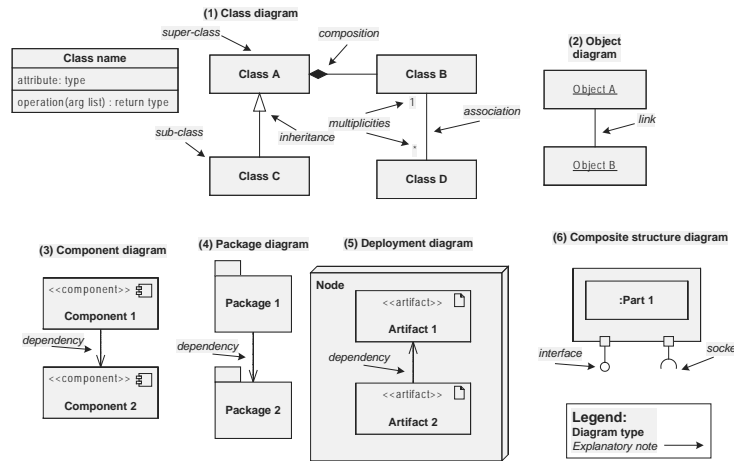 (1) Class diagram
super-class
composition
Class name
attribute: type
operation(arg list) : return type
Class A
Class B
1
multiplicities
*
association
inheritance
sub-class
Class C
Class D
(2) Object
diagram
Object A
link
Object B
(3) Component diagram
<<component>>
Component 1
dependency
<<component>>
Component 2
(4) Package diagram
Package 1
dependency
Package 2
(5) Deployment diagram
Node
<<artifact>>
Artifact 1
dependency
<<artifact>>
Artifact 2
(6) Composite structure diagram
:Part 1
interface
socke
Legend:
Diagram type
Explanatory note